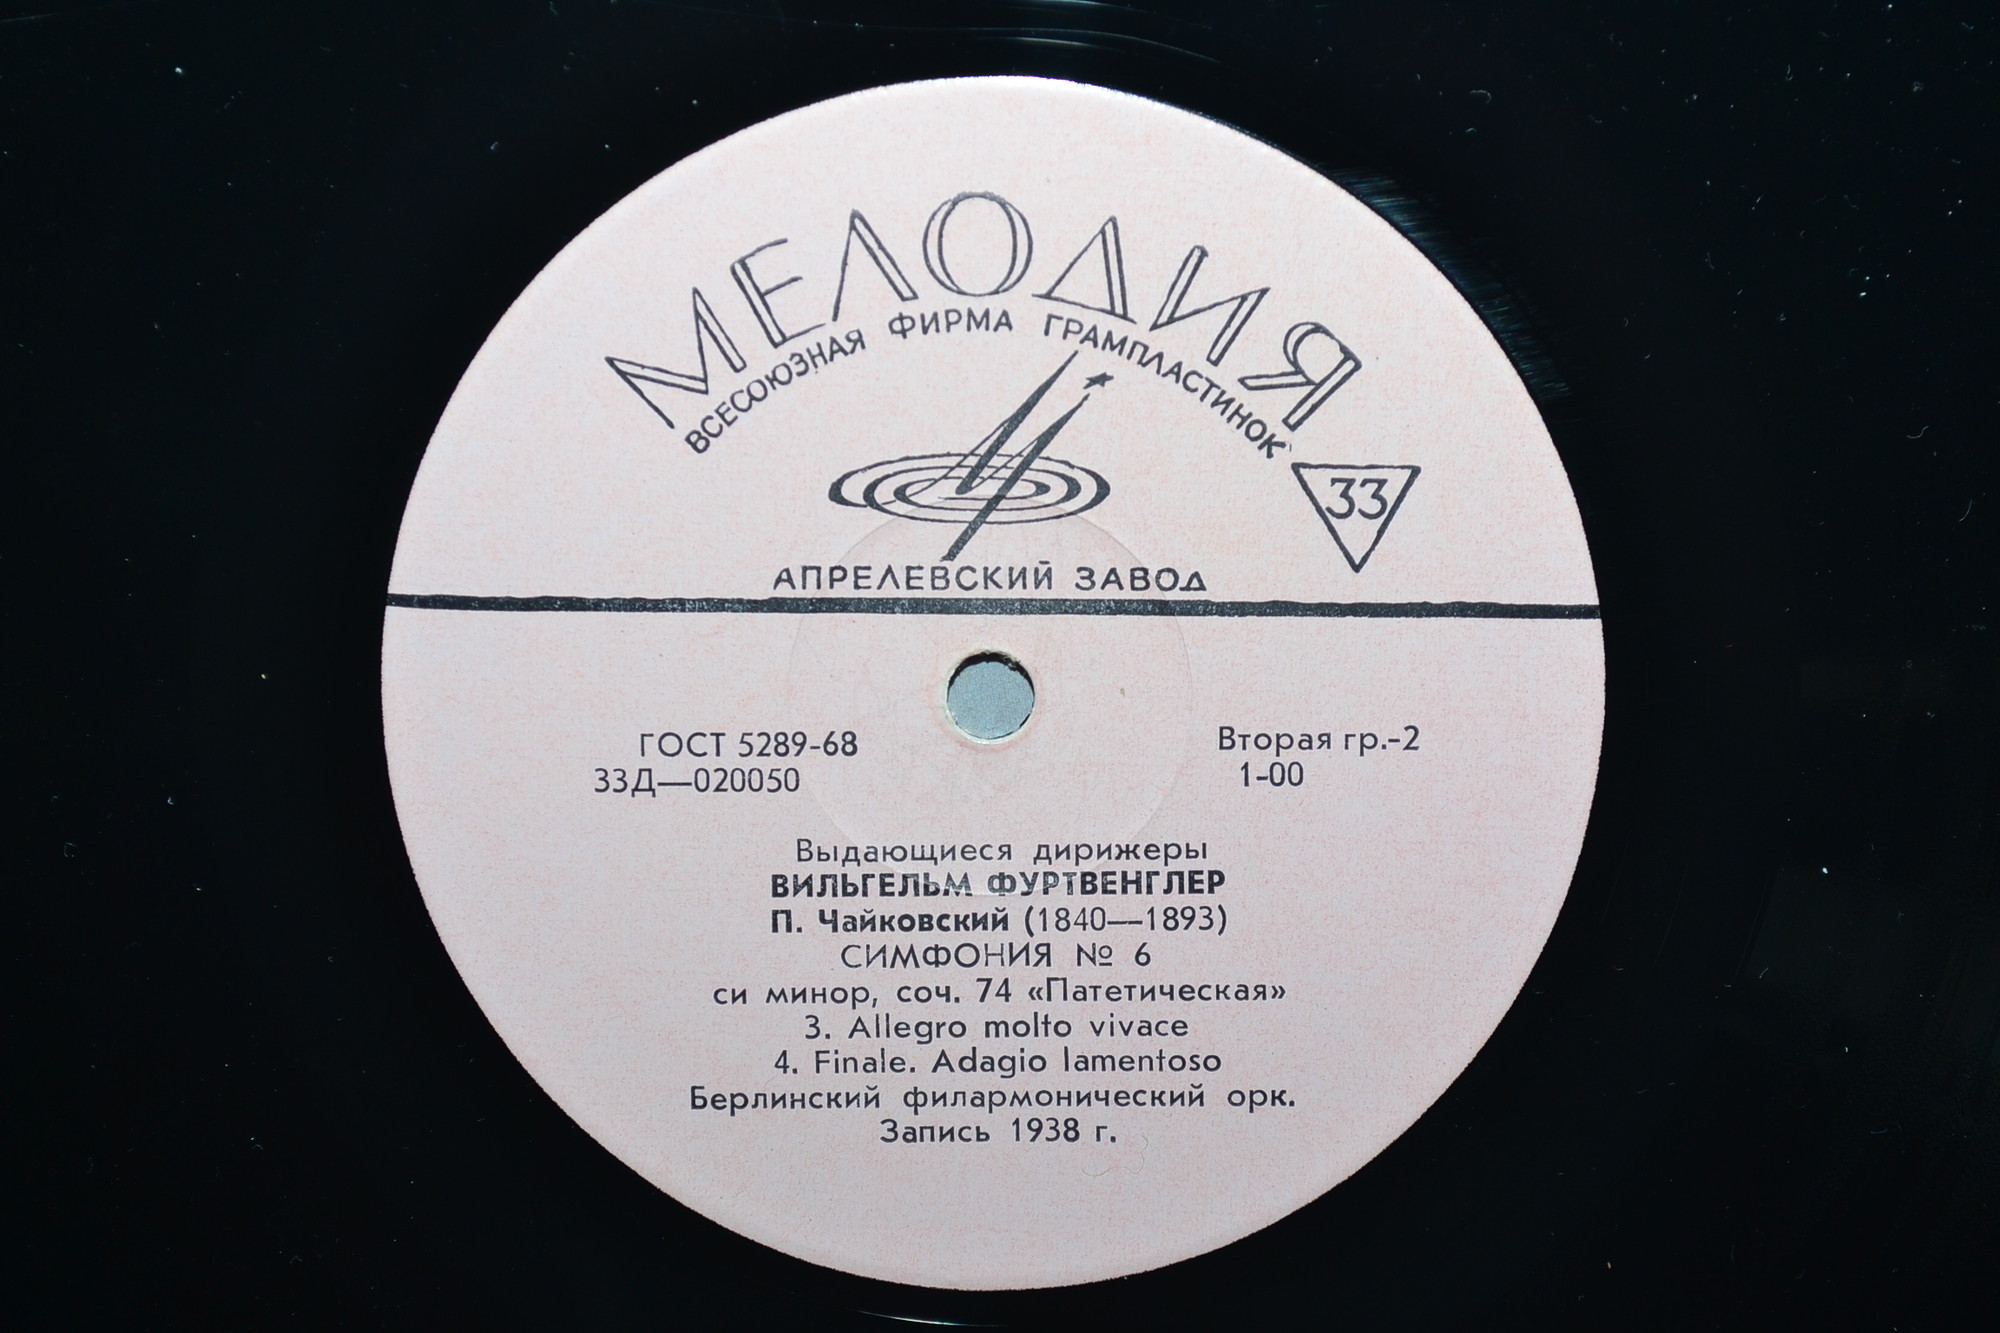 МЕЛОДИЯ
ВСЕСОЮЗНАЯ ФИРМА ГРАМПЛАСТИНОК
33
АПРЕЛЕВСКИЙ ЗАВОД
ГОСТ 5289-68
Вторая гр.-2
33Д—020050
1-00
Выдающиеся дирижеры
ВИЛЬГЕЛЬМ ФУРТВЕНГЛЕР
П. Чайковский (1840—1893)
СИМФОНИЯ № 6
си минор, соч. 74 «Патетическая»
3. Allegro molto vivace
4. Finale. Adagio lamentoso
Берлинский филармонический орк.
Запись 1938 г.